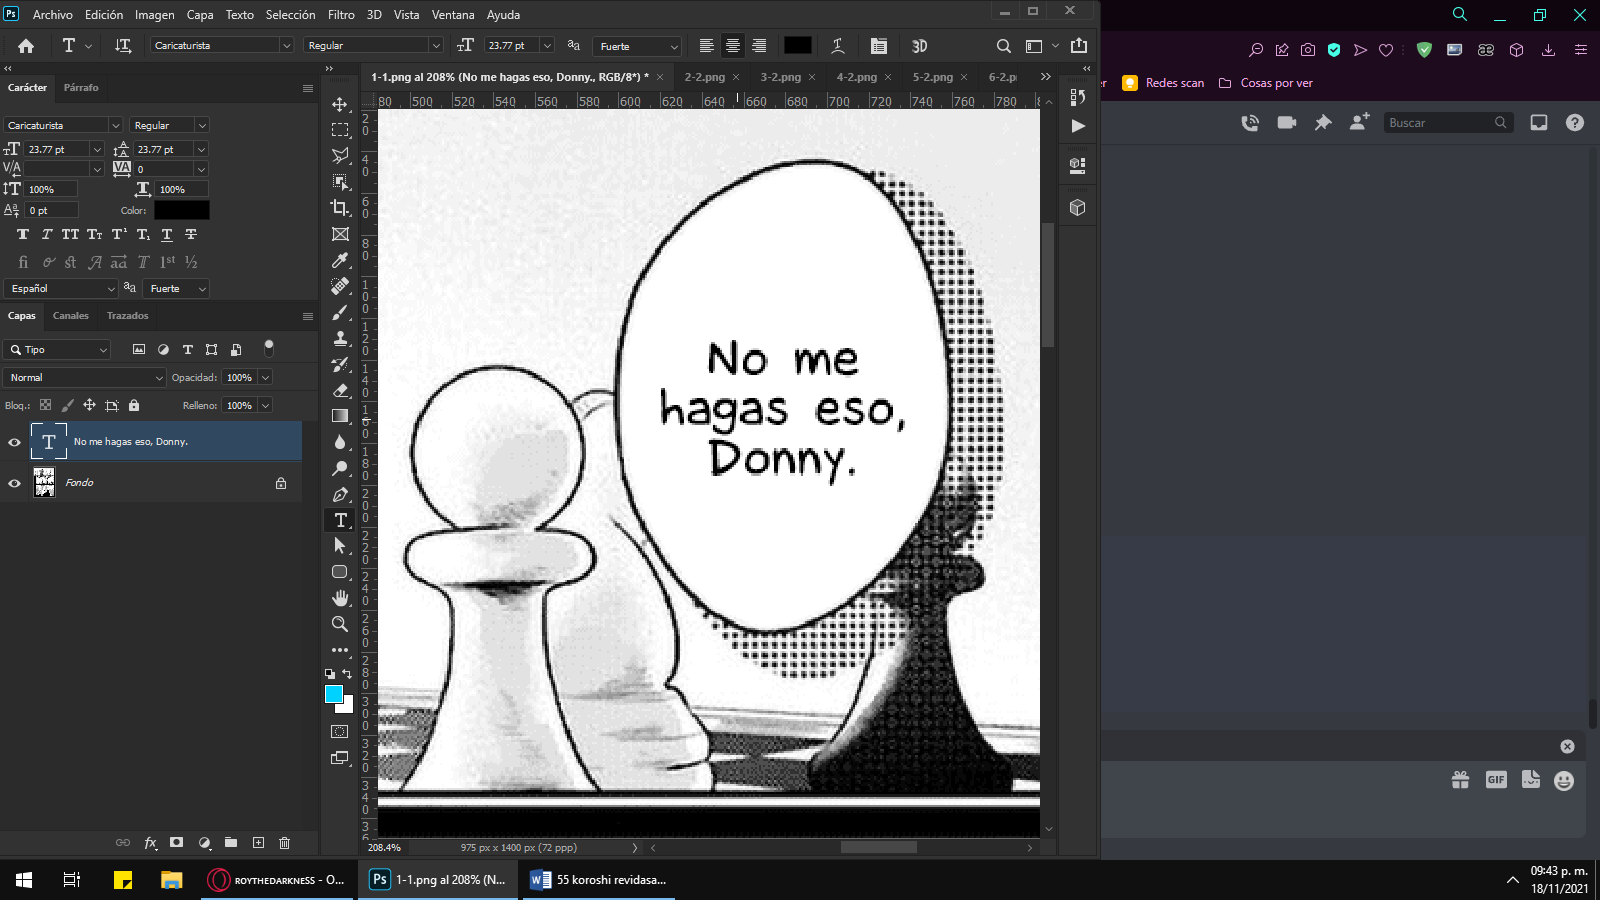 Archivo Edición Imagen Capa Texto Selección Filtro 3D Vista Ventana Ayuda
Caricaturista Regular 23.77 pt Fuerte 3D
Carácter Párrafo
Caricaturista Regular
23.77 pt 23.77 pt
0
100% 100%
0 pt Color:
Español Fuerte
Capas Canales Trazados
Tipo
Normal Opacidad: 100%
Bloq.: Relleno: 100%
No me hagas eso, Donny.
Fondo
1-1.png al 208% (No me hagas eso, Donny., RGB/8*) * 2-2.png 3-2.png 4-2.png 5-2.png 6-2.p
80 500 520 540 560 580 600 620 640 660 680 700 720 740 760 780
No me
hagas eso,
Donny.
208.4% 975 px x 1400 px (72 ppp)
er Redes scan Cosas por ver
Buscar
GIF
ROYTHEDARKNESS - O...
1-1.png al 208% (N...
55 koroshi revidasa...
09:43 p. m.
18/11/2021